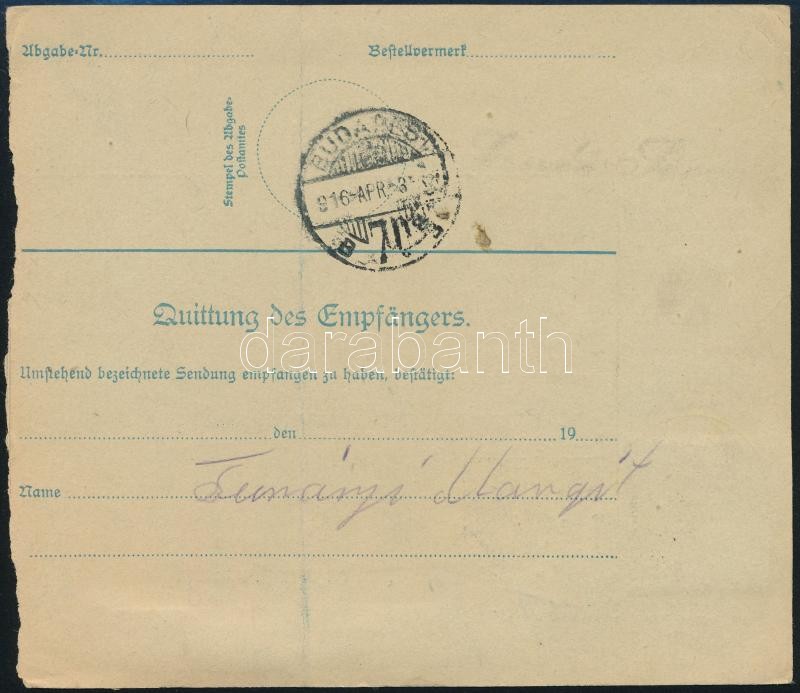 Abgabe-Nr. Bestellvermerk
Stempel des Abgabe-
Postamtes
BUDAPEST
916 APR
B
Quittung des Empfängers.
darabanth
Umstehend bezeichnete Sendung empfangen zu haben, bestätigt:
den 19
Name Margit